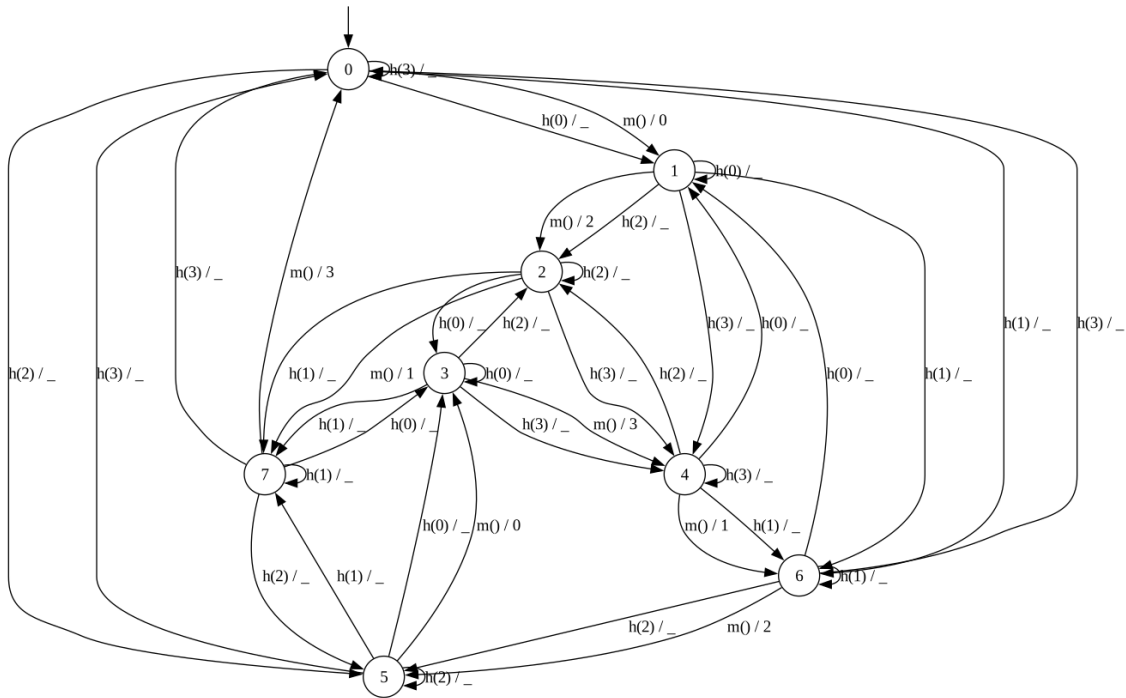 0
h(3) / _
h(0) / _
m() / 0
1
h(0) / _
m() / 2
h(2) / _
2
h(2) / _
h(3) / _
m() / 3
h(0) / _
h(2) / _
h(3) / _
h(0) / _
h(1) / _
h(3) / _
h(2) / _
h(3) / _
h(1) / _
m() / 1
3
h(0) / _
h(3) / _
h(2) / _
h(0) / _
h(1) / _
h(1) / _
h(0) / _
h(3) / _
m() / 3
7
h(1) / _
4
h(3) / _
h(0) / _
m() / 0
m() / 1
h(1) / _
h(2) / _
h(1) / _
6
h(1) / _
h(2) / _
m() / 2
5
h(2) / _